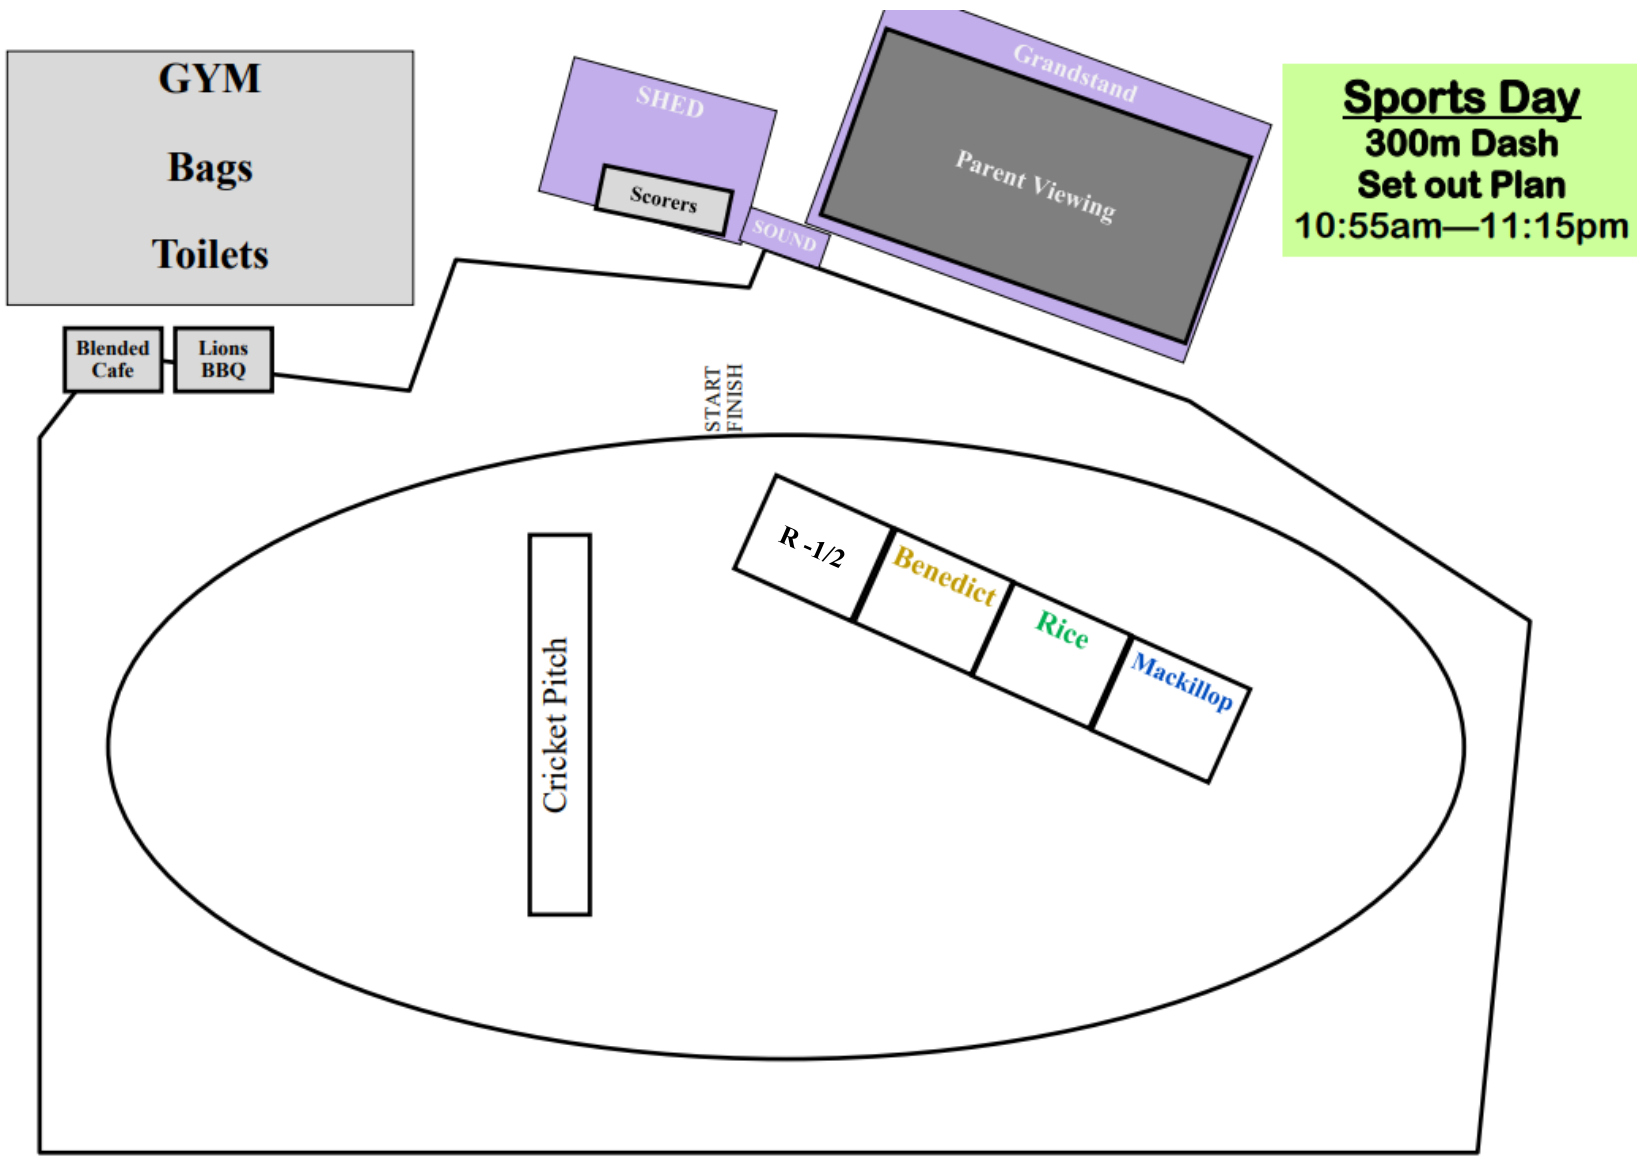 GYM
Bags
Toilets
SHED
Scorers
SOUND
Grandstand
Parent Viewing
Sports Day
300m Dash
Set out Plan
10:55am—11:15pm
Blended
Cafe
Lions
BBQ
START
FINISH
R -1/2
Benedict
Rice
Mackillop
Cricket Pitch